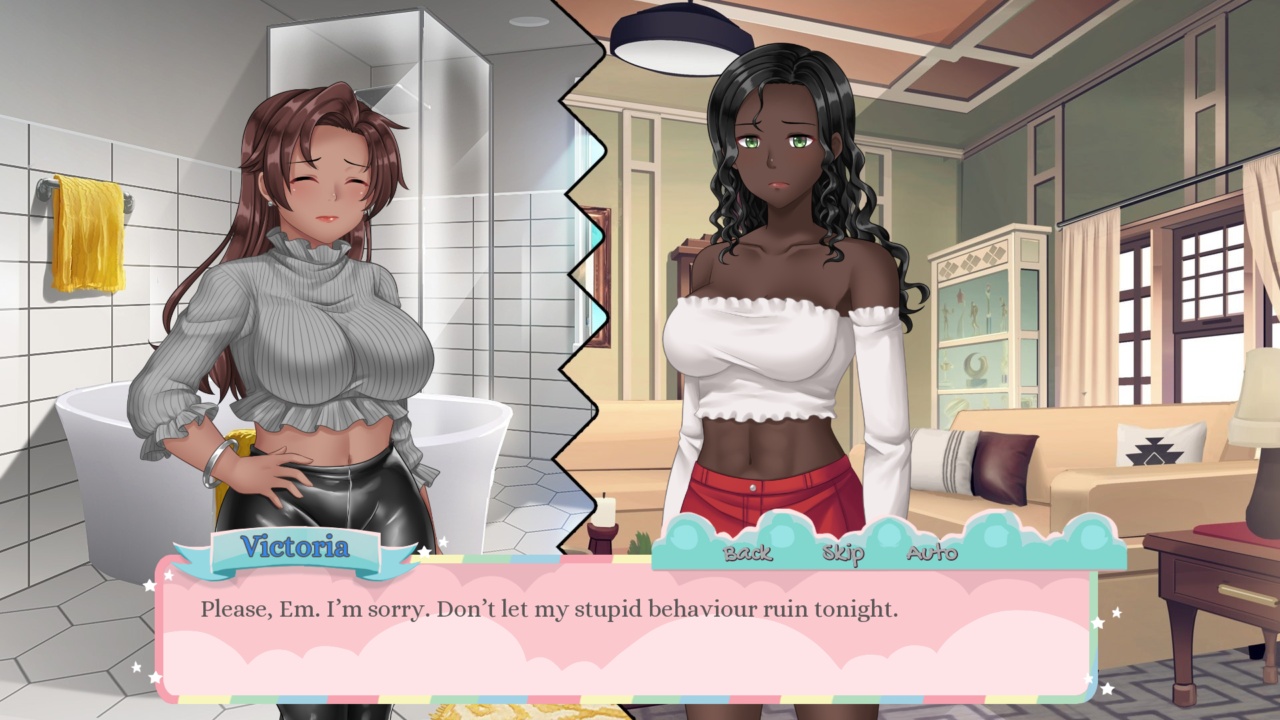 Victoria
Back Skip Auto
Please, Em. I’m sorry. Don’t let my stupid behaviour ruin tonight.